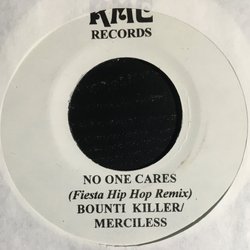 RECORDS
NO ONE CARES
(Fiesta Hip Hop Remix)
BOUNTI KILLER/
MERCILESS